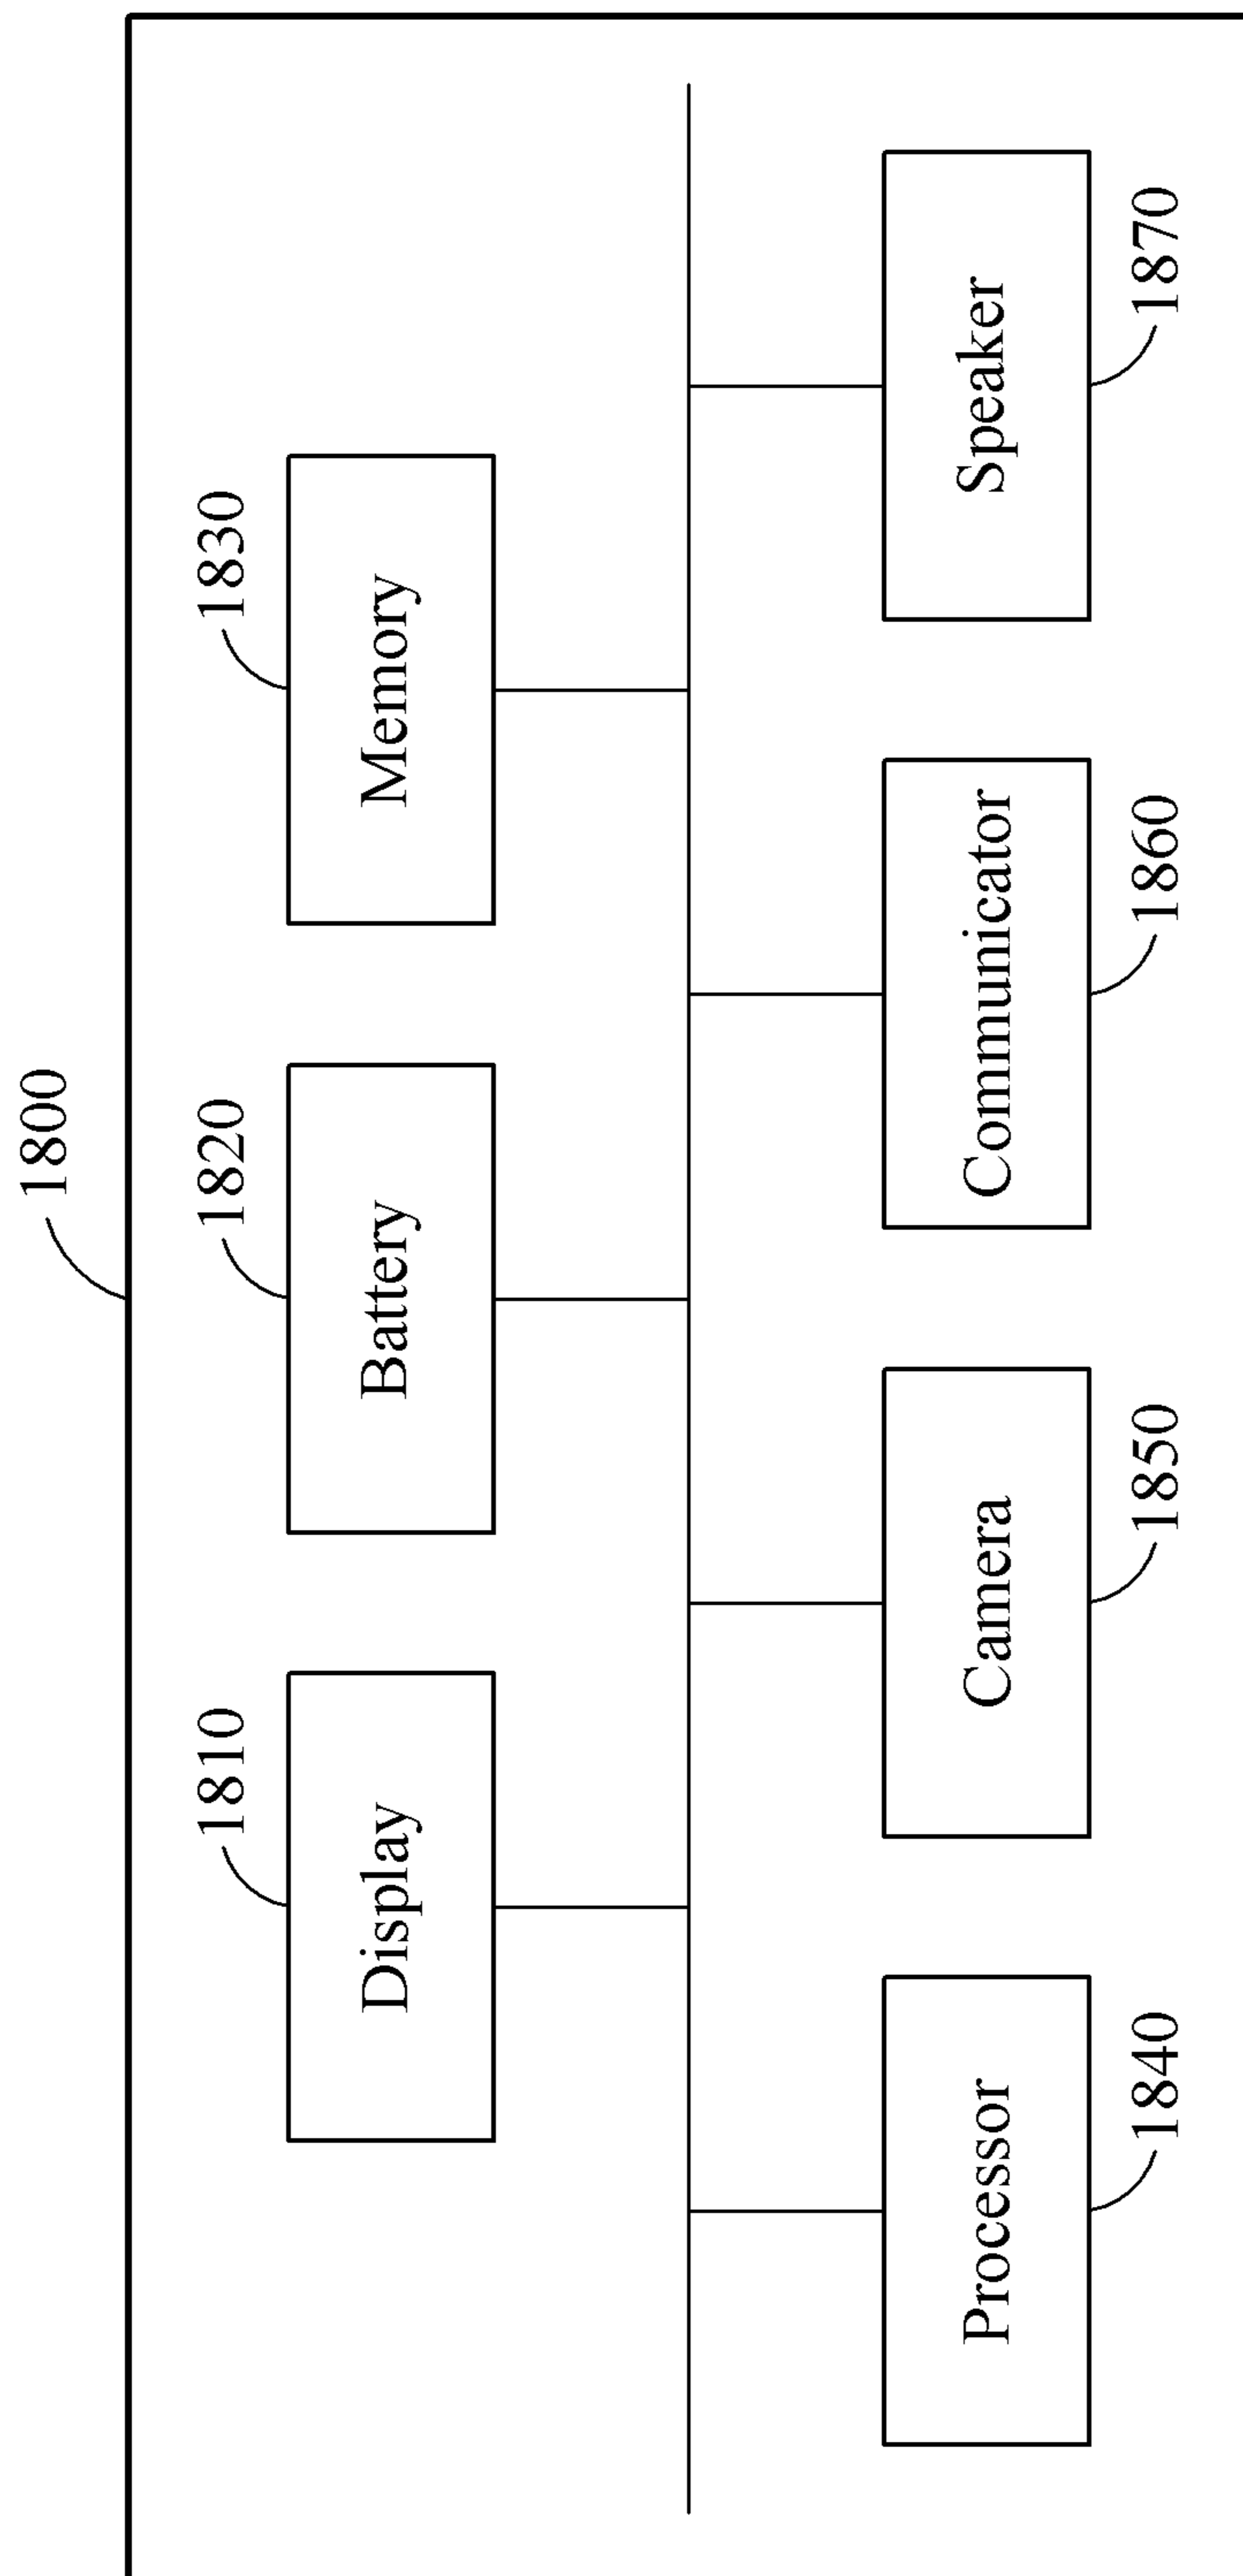 1800
1810
1820
1830
Display
Battery
Memory
Processor
Camera
Communicator
Speaker
1840
1850
1860
1870